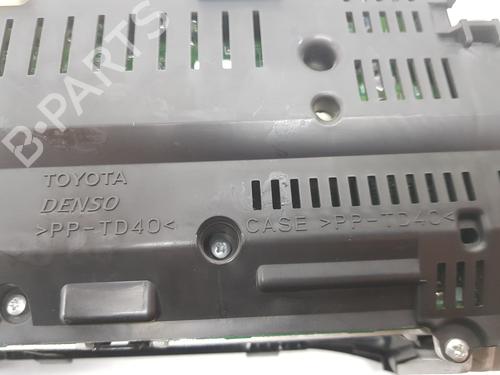 B-PARTS
TOYOTA
DENSO
>PP-TD40<
CASE >PP-TD40<